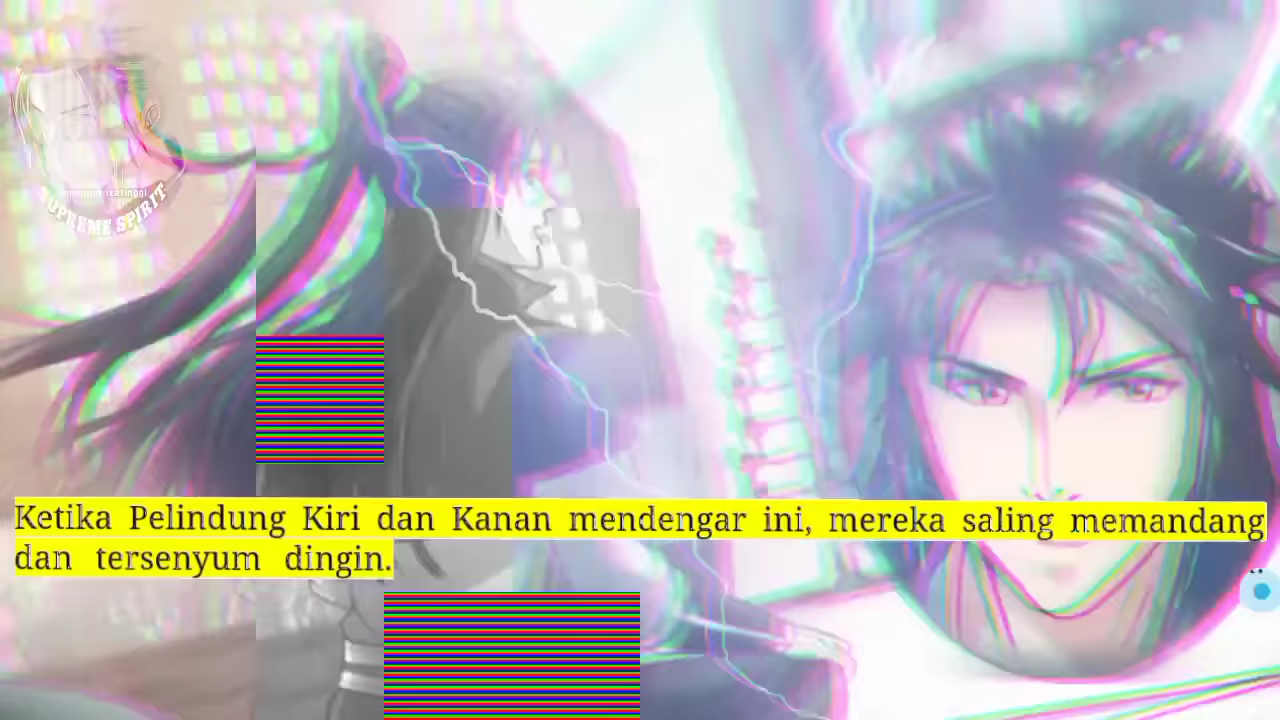 SUPREME SPIRIT
Ketika Pelindung Kiri dan Kanan mendengar ini, mereka saling memandang
dan tersenyum dingin.